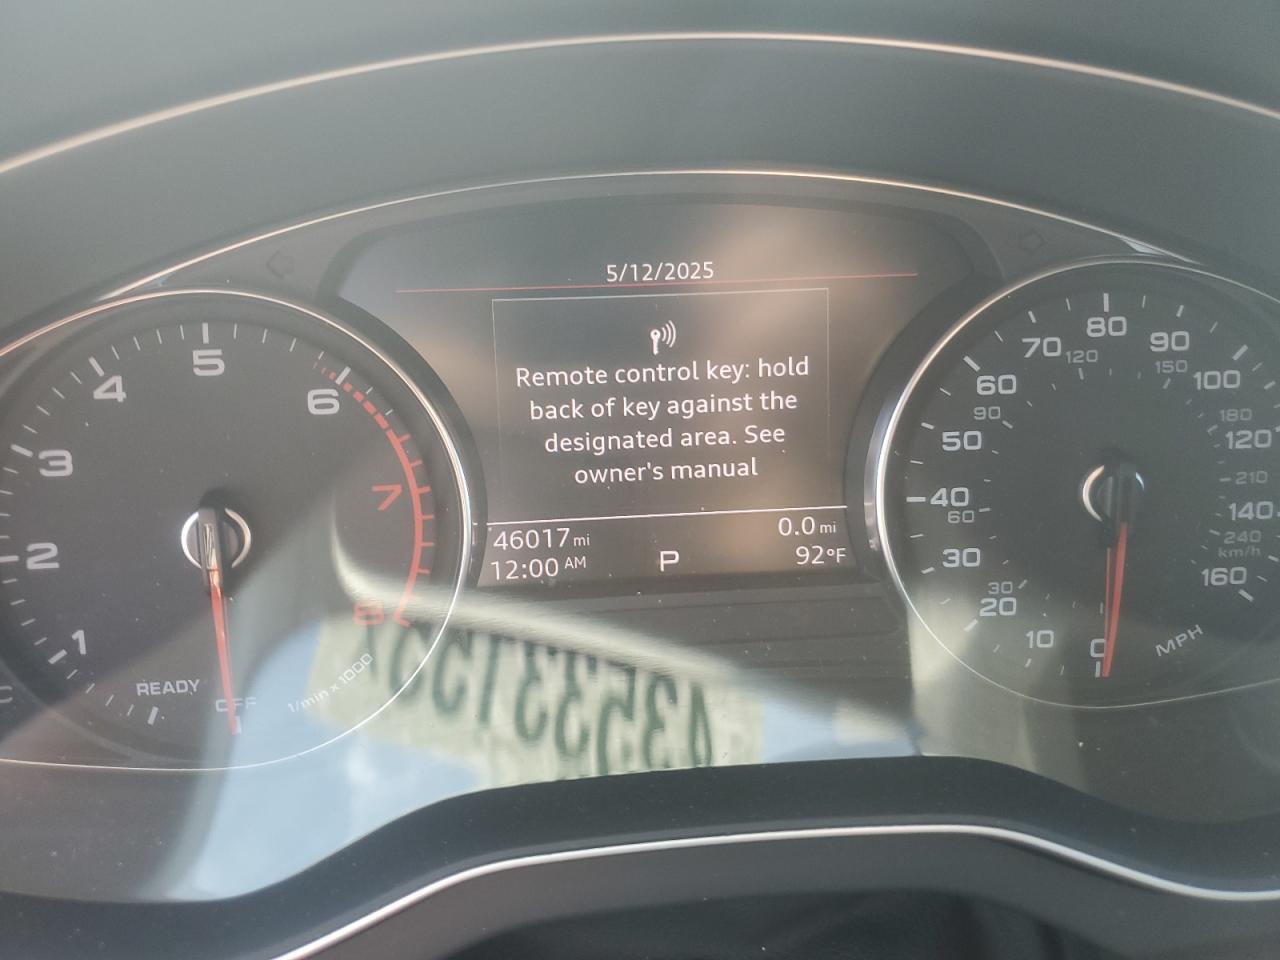 5/12/2025
Remote control key: hold
back of key against the
designated area. See
owner's manual
46017 mi
0.0 mi
12:00 AM
P
92°F
1
2
3
4
5
6
7
8
READY
OFF
1/min x 1000
C
0
10
20
30
40
50
60
70
80
90
100
120
140
160
30
60
90
120
150
180
210
240
km/h
MPH